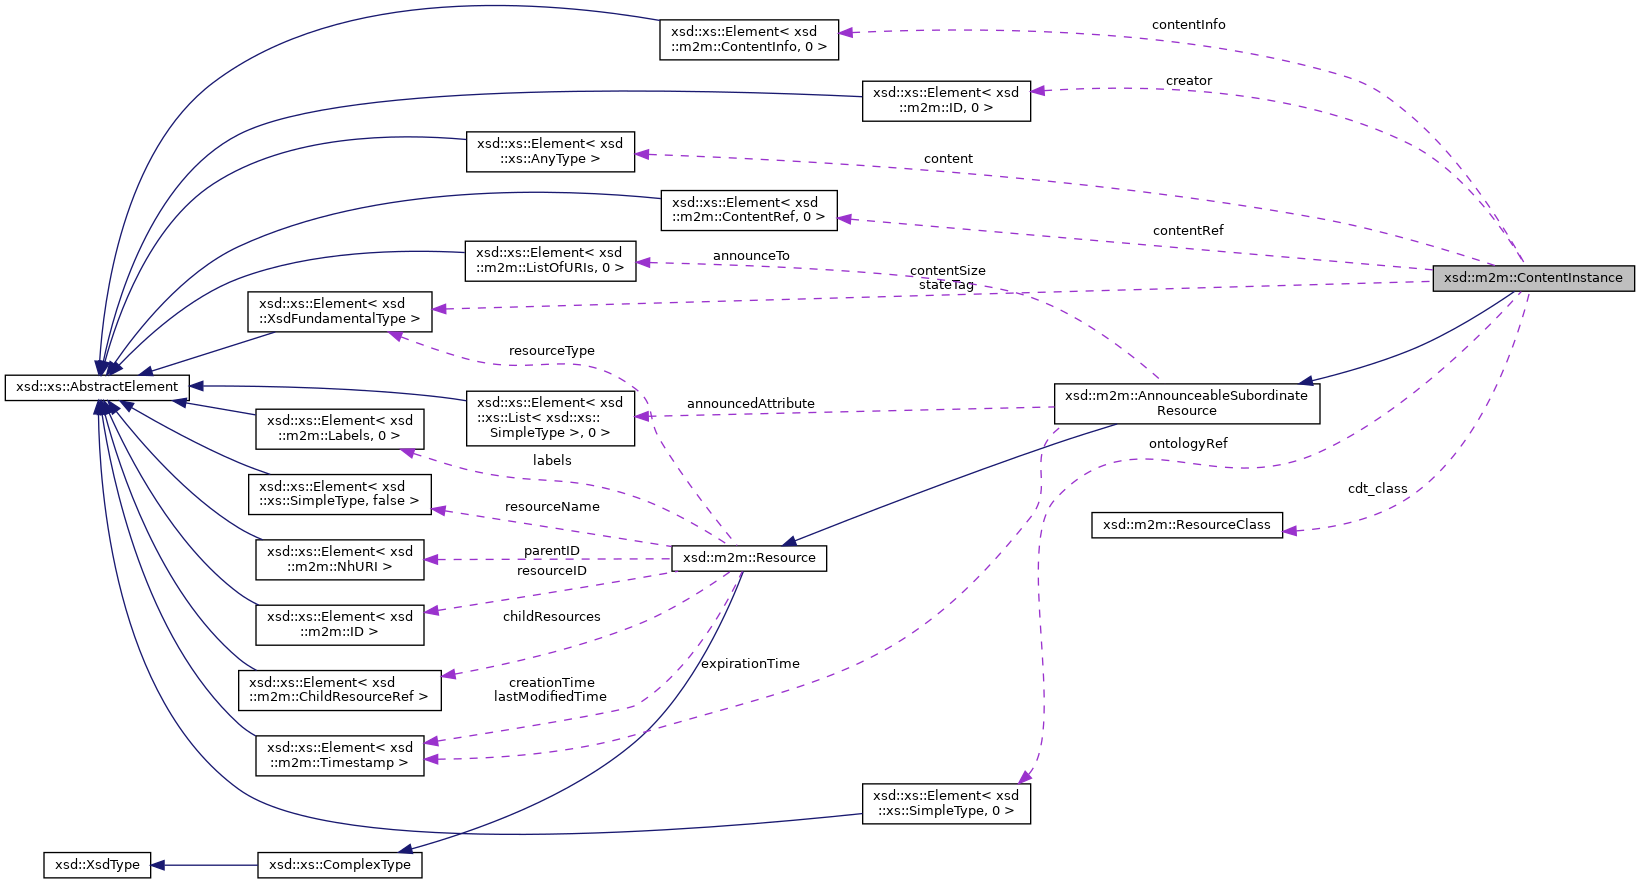 xsd::xs::Element< xsd
::m2m::ContentInfo, 0 >
contentInfo
creator
xsd::xs::Element< xsd
::m2m::ID, 0 >
xsd::xs::Element< xsd
::xs::AnyType >
content
xsd::xs::Element< xsd
::m2m::ContentRef, 0 >
contentRef
xsd::xs::Element< xsd
::m2m::ListOfURIs, 0 >
announceTo
contentSize
stateTag
xsd::m2m::ContentInstance
xsd::xs::Element< xsd
::XsdFundamentalType >
resourceType
xsd::xs::AbstractElement
xsd::xs::Element< xsd
::xs::List< xsd::xs::
SimpleType >, 0 >
announcedAttribute
xsd::m2m::AnnounceableSubordinate
Resource
xsd::xs::Element< xsd
::m2m::Labels, 0 >
labels
ontologyRef
cdt_class
xsd::xs::Element< xsd
::xs::SimpleType, false >
resourceName
xsd::m2m::ResourceClass
xsd::xs::Element< xsd
::m2m::NhURI >
parentID
resourceID
xsd::m2m::Resource
xsd::xs::Element< xsd
::m2m::ID >
childResources
xsd::xs::Element< xsd
::m2m::ChildResourceRef >
expirationTime
creationTime
lastModifiedTime
xsd::xs::Element< xsd
::m2m::Timestamp >
xsd::xs::Element< xsd
::xs::SimpleType, 0 >
xsd::XsdType
xsd::xs::ComplexType